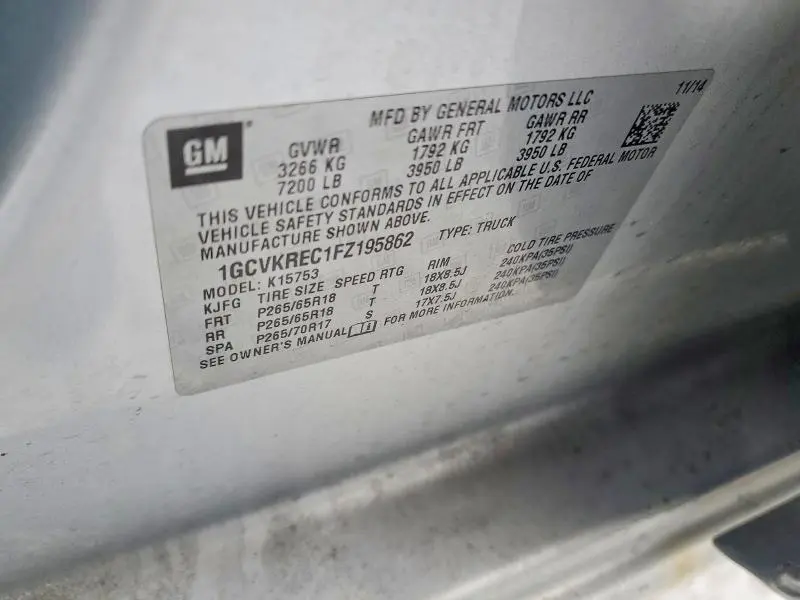 GM
MFD BY GENERAL MOTORS LLC 11/14
GVWR GAWR FRT GAWR RR
3266 KG 1792 KG 1792 KG
7200 LB 3950 LB 3950 LB
THIS VEHICLE CONFORMS TO ALL APPLICABLE U.S. FEDERAL MOTOR
VEHICLE SAFETY STANDARDS IN EFFECT ON THE DATE OF
MANUFACTURE SHOWN ABOVE.
1GCVKREC1FZ195862 TYPE: TRUCK
MODEL: K15753
KJFG TIRE SIZE SPEED RTG RIM COLD TIRE PRESSURE
FRT P265/65R18 T 18X8.5J 240KPA(35PSI)
RR P265/65R18 T 18X8.5J 240KPA(35PSI)
SPA P265/70R17 S 17X7.5J 240KPA(35PSI)
SEE OWNER'S MANUAL FOR MORE INFORMATION.